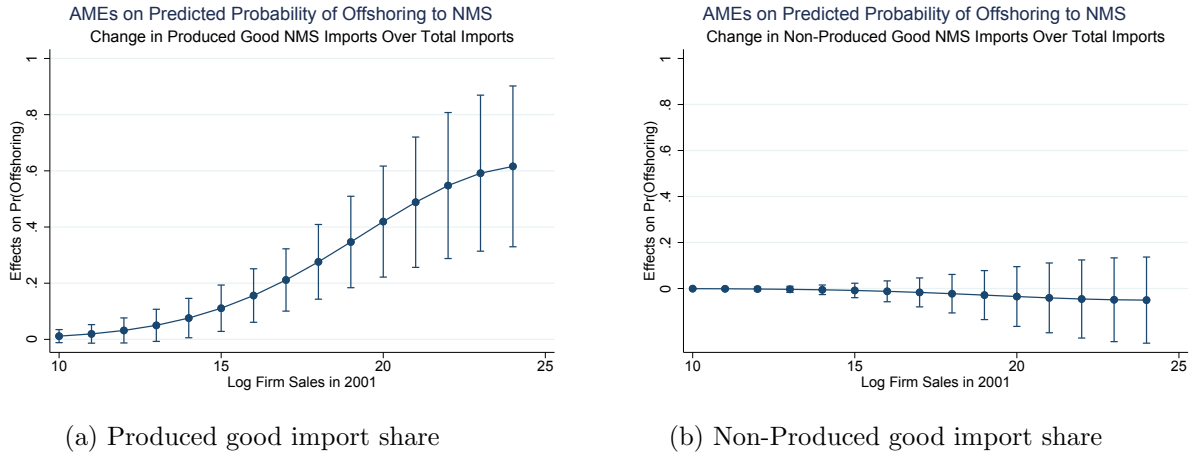 AMEs on Predicted Probability of Offshoring to NMS
Change in Produced Good NMS Imports Over Total Imports
Effects on Pr(Offshoring)
1
.8
.6
.4
.2
0
10 15 20 25
Log Firm Sales in 2001
(a) Produced good import share
AMEs on Predicted Probability of Offshoring to NMS
Change in Non-Produced Good NMS Imports Over Total Imports
Effects on Pr(Offshoring)
1
.8
.6
.4
.2
0
10 15 20 25
Log Firm Sales in 2001
(b) Non-Produced good import share